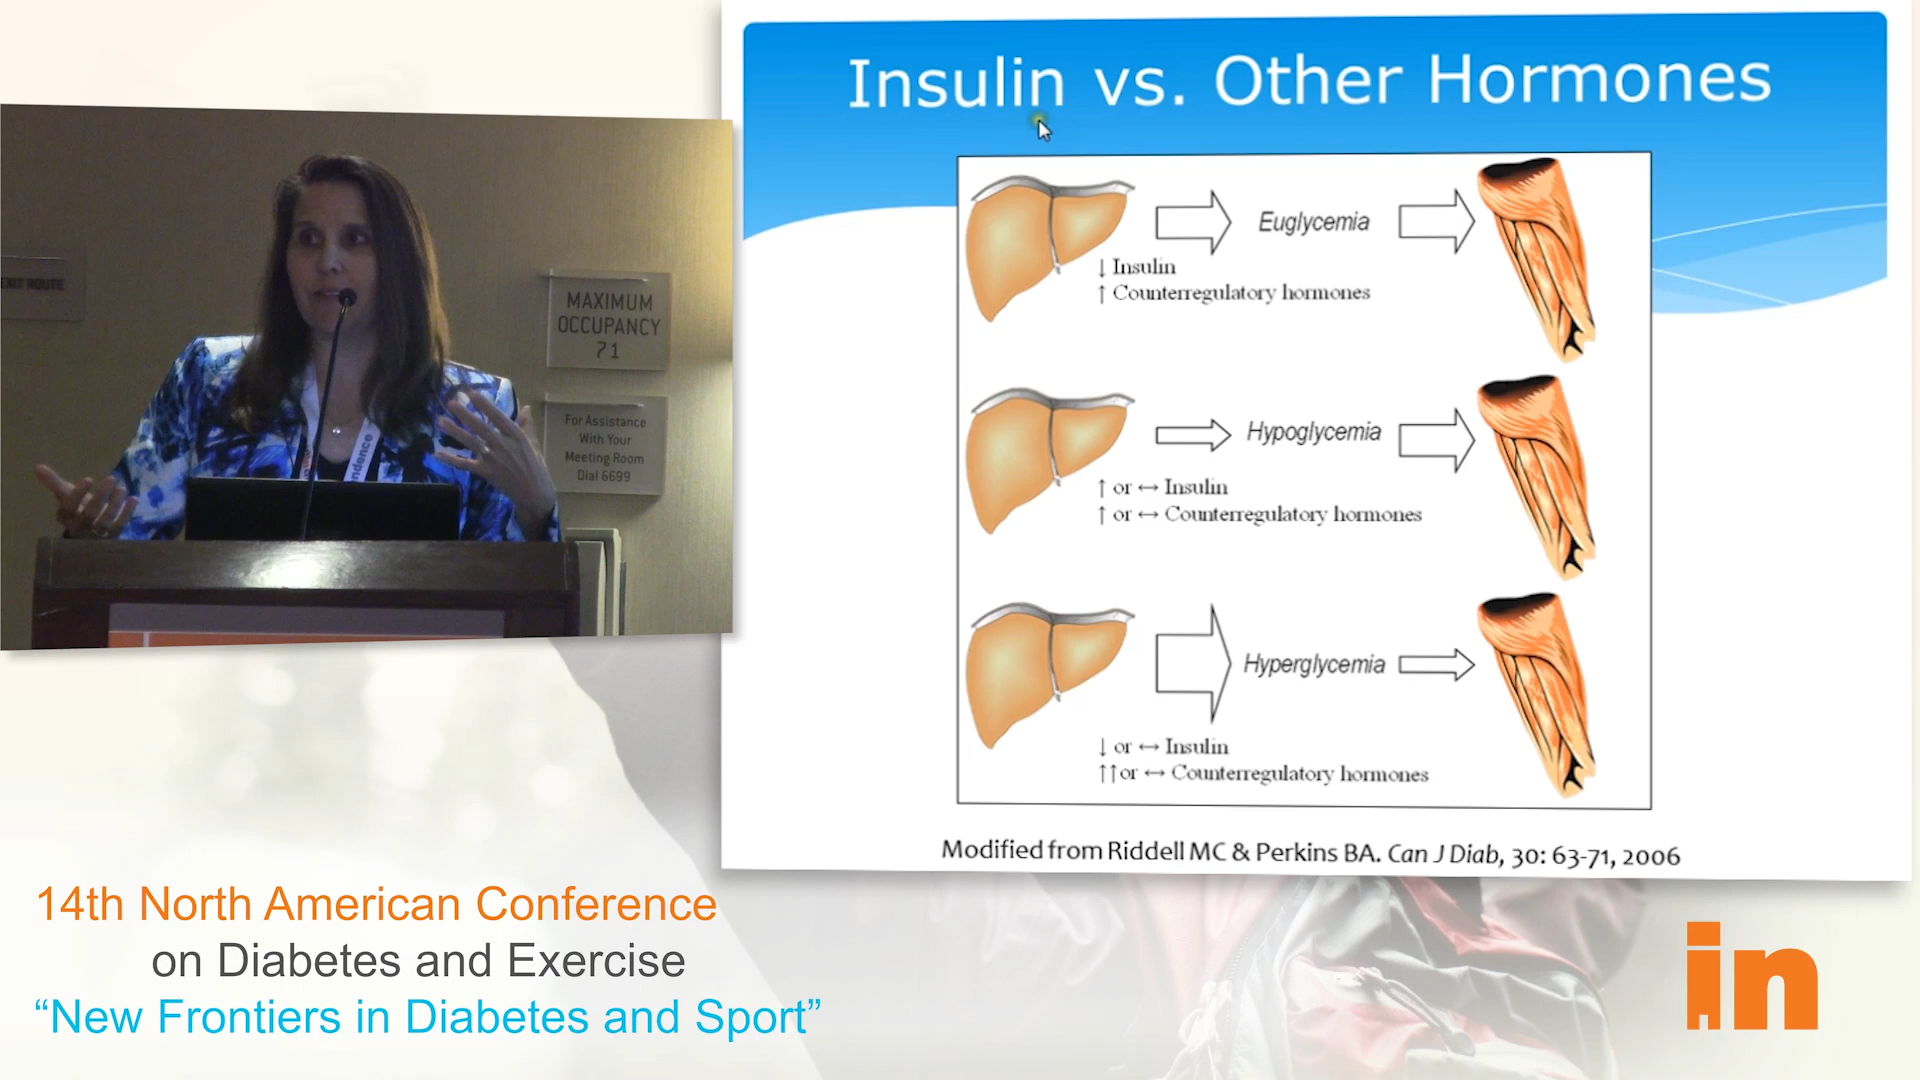 Insulin vs. Other Hormones
Euglycemia
↓ Insulin
↑ Counterregulatory hormones
Hypoglycemia
↑ or ↔ Insulin
↑ or ↔ Counterregulatory hormones
Hyperglycemia
↓ or ↔ Insulin
↑↑or ↔ Counterregulatory hormones
Modified from Riddell MC & Perkins BA. Can J Diab, 30: 63-71, 2006
EXIT ROUTE
MAXIMUM
OCCUPANCY
71
For Assistance
With Your
Meeting Room
Dial 6699
ndence
14th North American Conference
on Diabetes and Exercise
“New Frontiers in Diabetes and Sport”
in